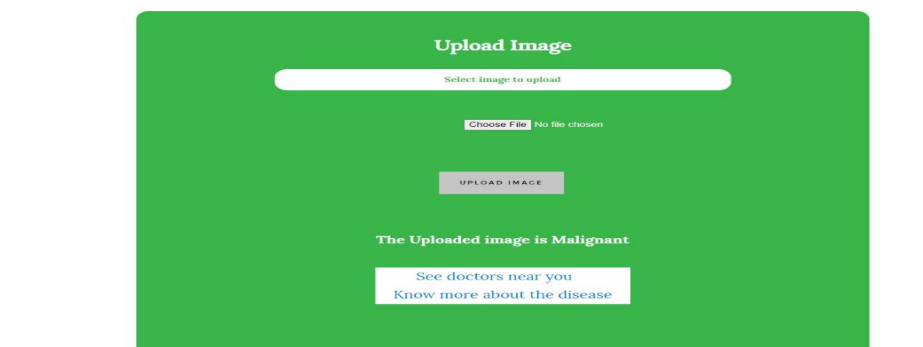 Upload Image
Select image to upload
Choose File No file chosen
UPLOAD IMAGE
The Uploaded image is Malignant
See doctors near you
Know more about the disease